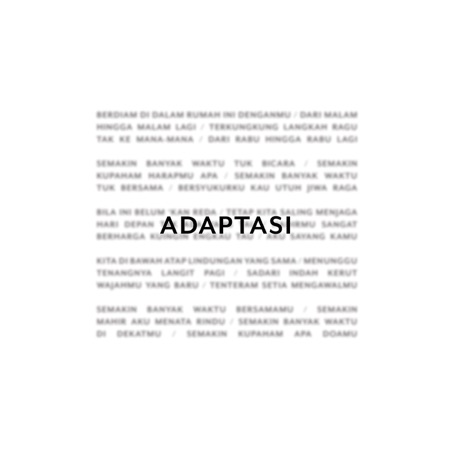 BERDIAM DI DALAM RUMAH INI DENGANMU / DARI MALAM
HINGGA MALAM LAGI / TERKUNGKUNG LANGKAH RAGU
TAK KE MANA-MANA / DARI RABU HINGGA RABU LAGI
SEMAKIN BANYAK WAKTU TUK BICARA / SEMAKIN
KUPAHAM HARAPMU APA / SEMAKIN BANYAK WAKTU
TUK BERSAMA / BERSYUKURKU KAU UTUH JIWA RAGA
BILA INI BELUM 'KAN REDA / TETAP KITA SALING MENJAGA
HARI DEPAN SANGAT
ADAPTASI
BERHARGA KUINGIN ENGKAU TAU / AKU SAYANG KAMU
KITA DI BAWAH ATAP LINDUNGAN YANG SAMA / MENUNGGU
TENANGNYA LANGIT PAGI / SADARI INDAH KERUT
WAJAHMU YANG BARU / TENTERAM SETIA MENGAWALMU
SEMAKIN BANYAK WAKTU BERSAMAMU / SEMAKIN
MAHIR AKU MENATA RINDU / SEMAKIN BANYAK WAKTU
DI DEKATMU / SEMAKIN KUPAHAM APA DOAMU